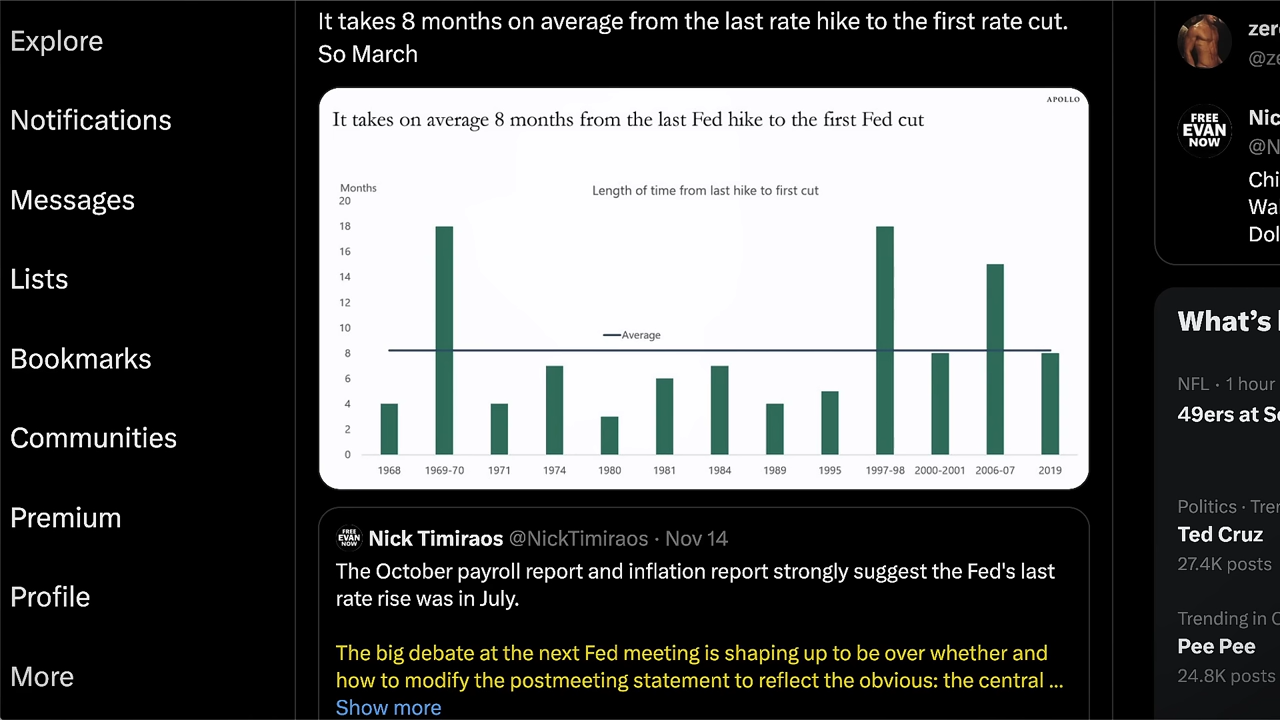 Explore
Notifications
Messages
Lists
Bookmarks
Communities
Premium
Profile
More
It takes 8 months on average from the last rate hike to the first rate cut.
So March
APOLLO
It takes on average 8 months from the last Fed hike to the first Fed cut
Months
Length of time from last hike to first cut
20
18
16
14
12
10
8
6
4
2
0
Average
1968 1969-70 1971 1974 1980 1981 1984 1989 1995 1997-98 2000-2001 2006-07 2019
FREE
EVAN
NOW
Nick Timiraos @NickTimiraos · Nov 14
The October payroll report and inflation report strongly suggest the Fed's last
rate rise was in July.
The big debate at the next Fed meeting is shaping up to be over whether and
how to modify the postmeeting statement to reflect the obvious: the central ...
Show more
zer
@ze
FREE
EVAN
NOW
Nic
@N
Chi
Wa
Dol
What's
NFL · 1 hour
49ers at Se
Politics · Tren
Ted Cruz
27.4K posts
Trending in C
Pee Pee
24.8K posts